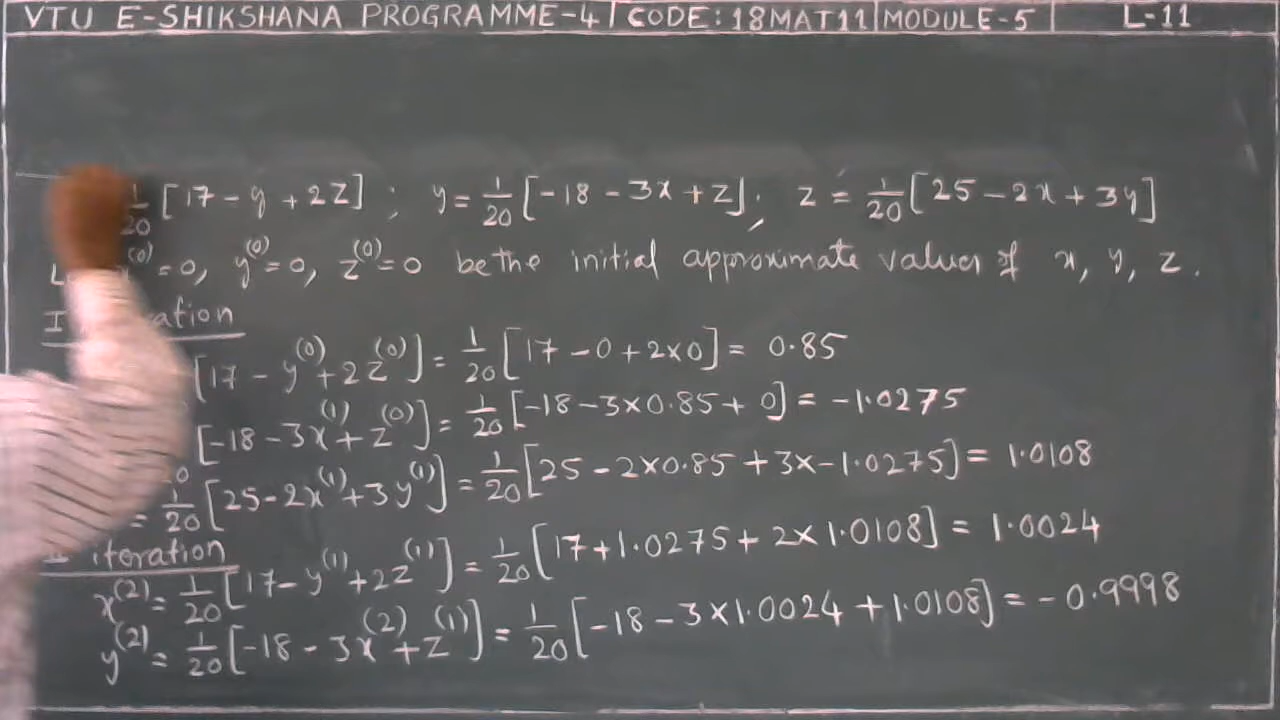 VTU E-SHIKSHANA PROGRAMME-4 | CODE: 18MAT11 | MODULE-5 | L-11
1/20 [17 - y + 2z] ; y = 1/20 [-18 - 3x + z] ; z = 1/20 [25 - 2x + 3y]
x^(0) = 0, y^(0) = 0, z^(0) = 0 be the initial approximate values of x, y, z.
I
[17 - y^(0) + 2z^(0)] = 1/20 [17 - 0 + 2×0] = 0.85
[-18 - 3x^(1) + z^(0)] = 1/20 [-18 - 3×0.85 + 0] = -1.0275
= 1/20 [25 - 2x^(1) + 3y^(1)] = 1/20 [25 - 2×0.85 + 3×-1.0275] = 1.0108
II iteration
x^(2) = 1/20 [17 - y^(1) + 2z^(1)] = 1/20 [17 + 1.0275 + 2×1.0108] = 1.0024
y^(2) = 1/20 [-18 - 3x^(2) + z^(1)] = 1/20 [-18 - 3×1.0024 + 1.0108] = -0.9998